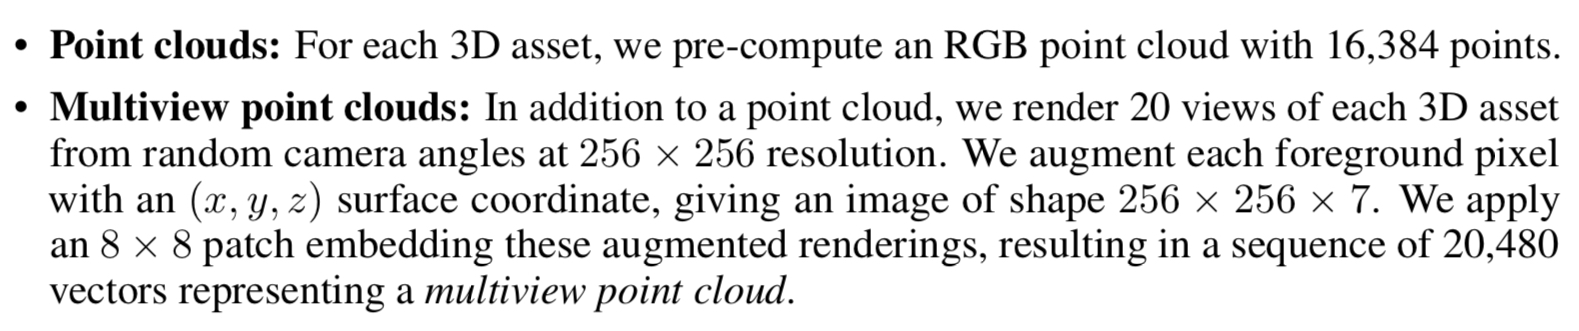 • Point clouds: For each 3D asset, we pre-compute an RGB point cloud with 16,384 points.
• Multiview point clouds: In addition to a point cloud, we render 20 views of each 3D asset
from random camera angles at 256 × 256 resolution. We augment each foreground pixel
with an (x, y, z) surface coordinate, giving an image of shape 256 × 256 × 7. We apply
an 8 × 8 patch embedding these augmented renderings, resulting in a sequence of 20,480
vectors representing a multiview point cloud.